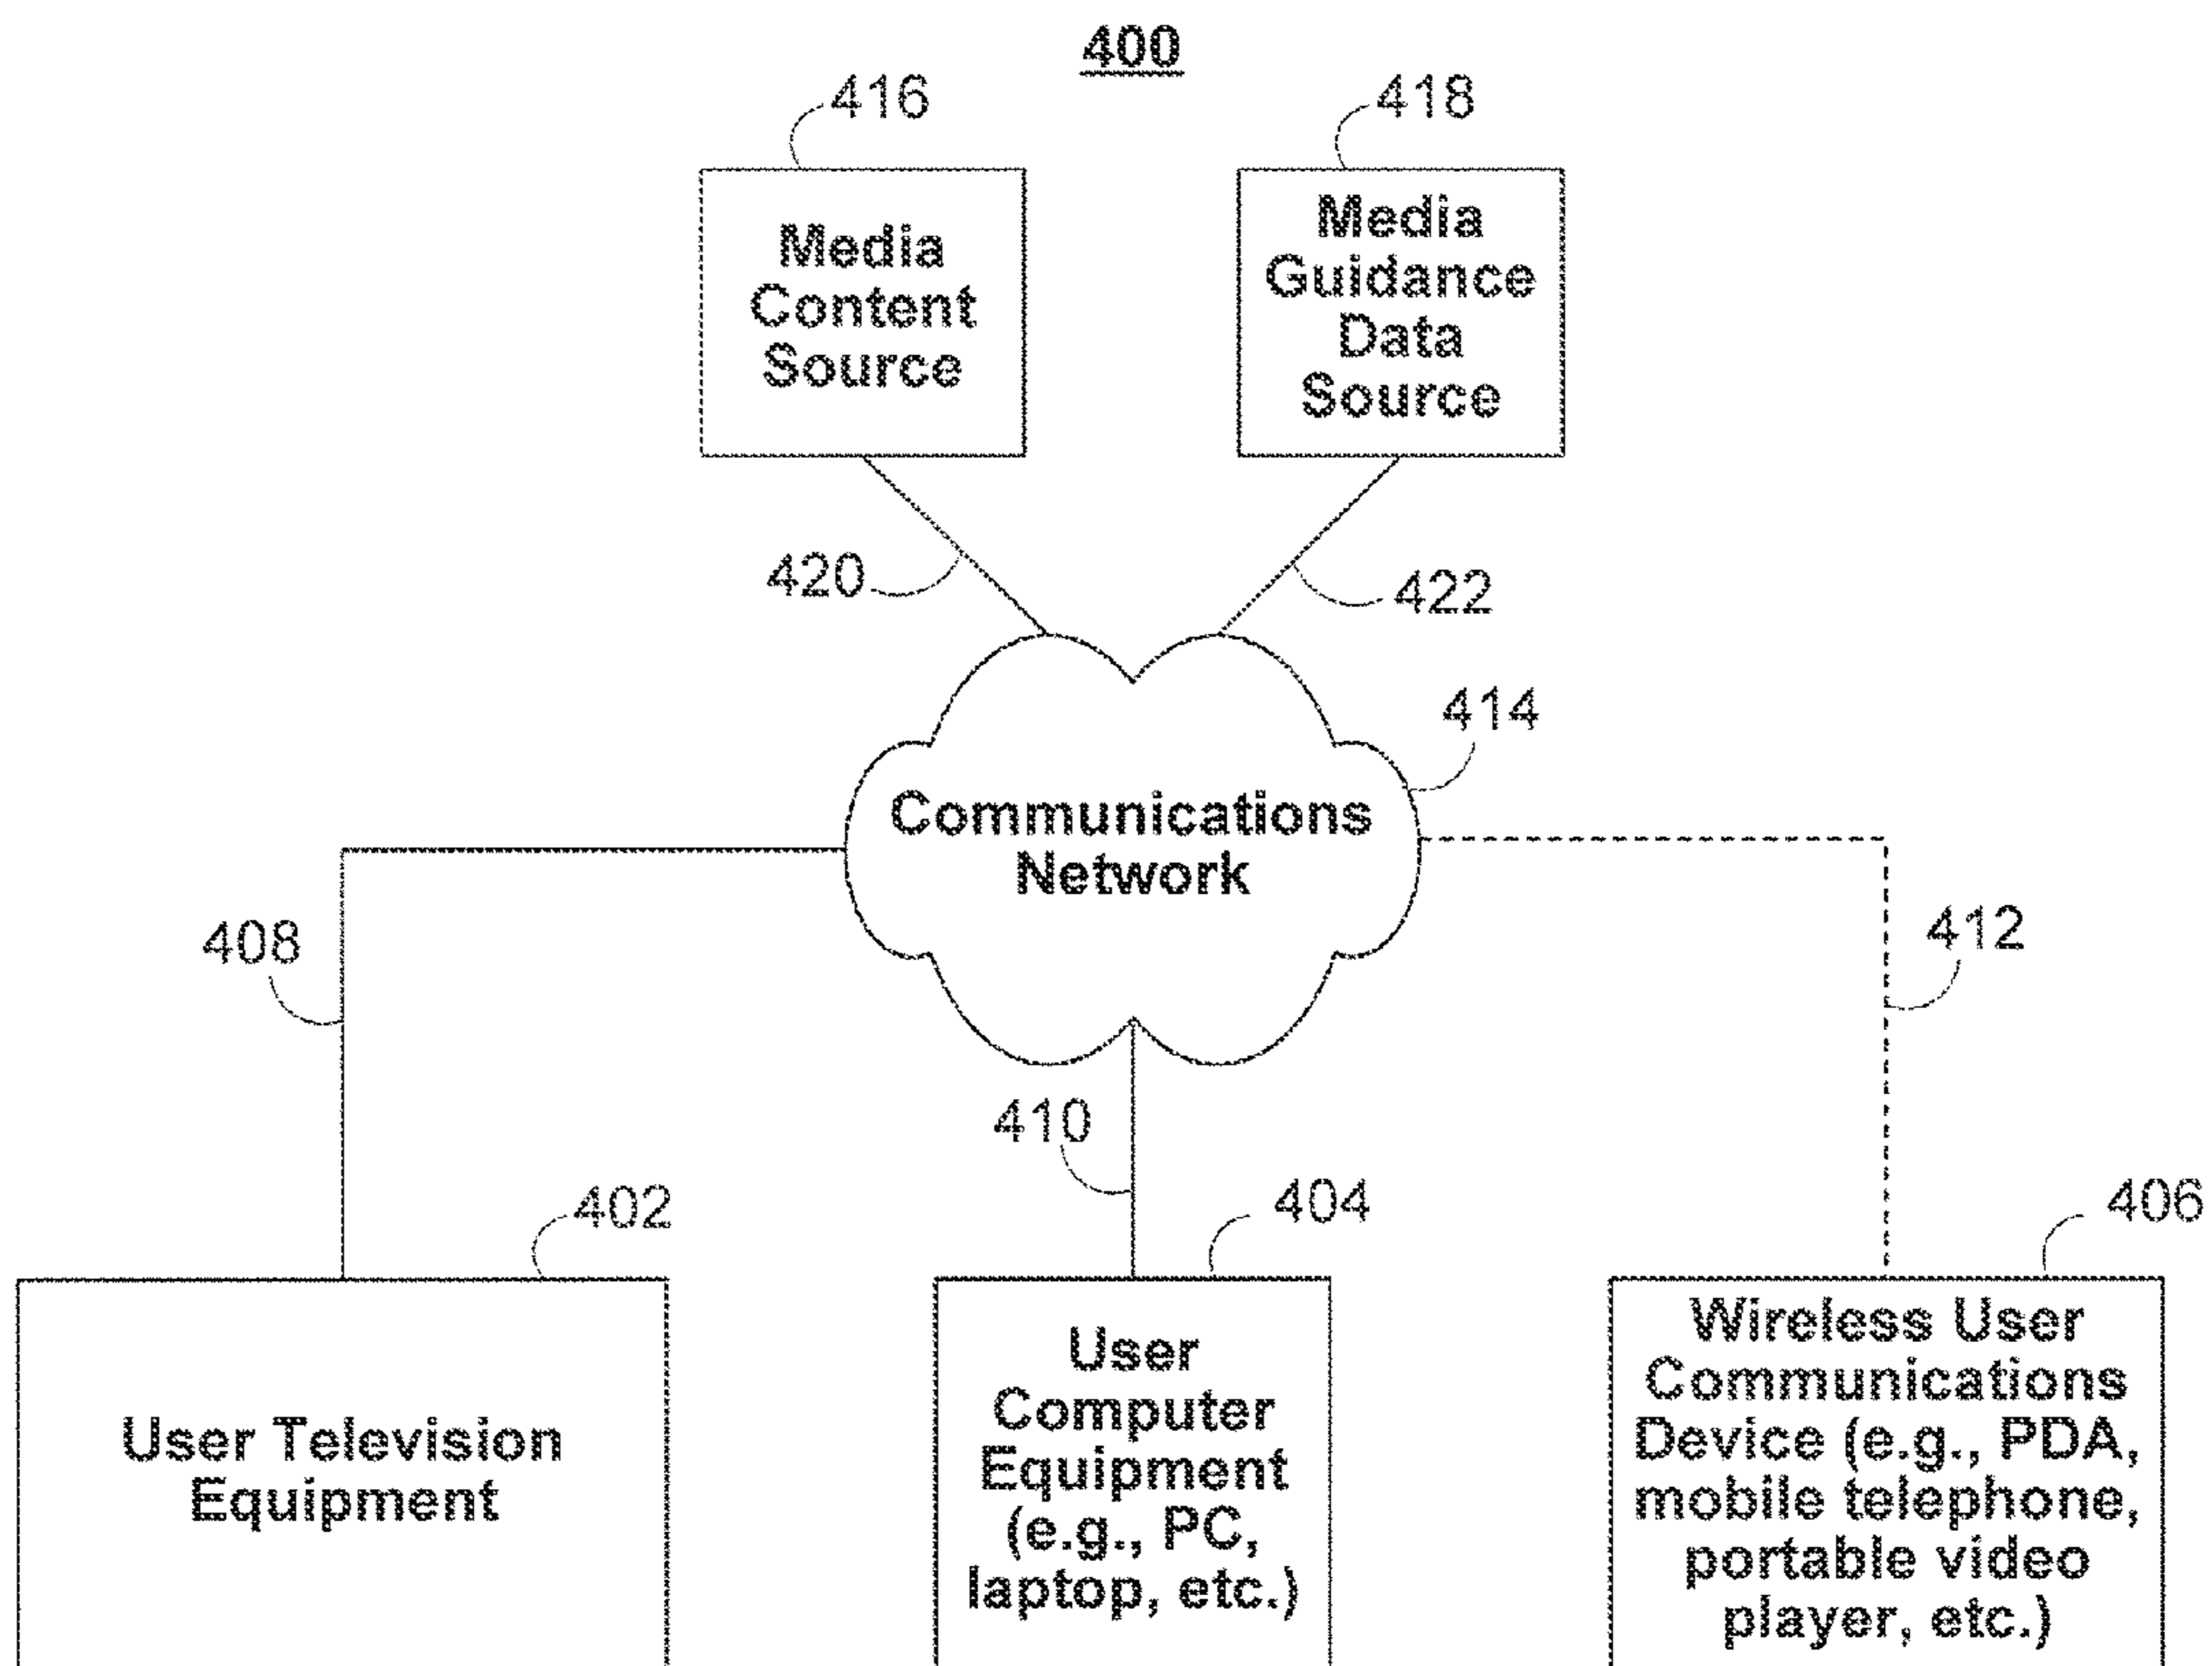 400
416
418
Media
Content
Source
Media
Guidance
Data
Source
420
422
414
Communications
Network
408
412
410
402
404
406
User Television
Equipment
User
Computer
Equipment
(e.g., PC,
laptop, etc.)
Wireless User
Communications
Device (e.g., PDA,
mobile telephone,
portable video
player, etc.)